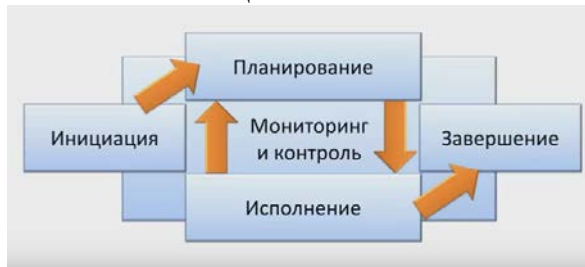 Планирование
Инициация
Мониторинг
и контроль
Завершение
Исполнение